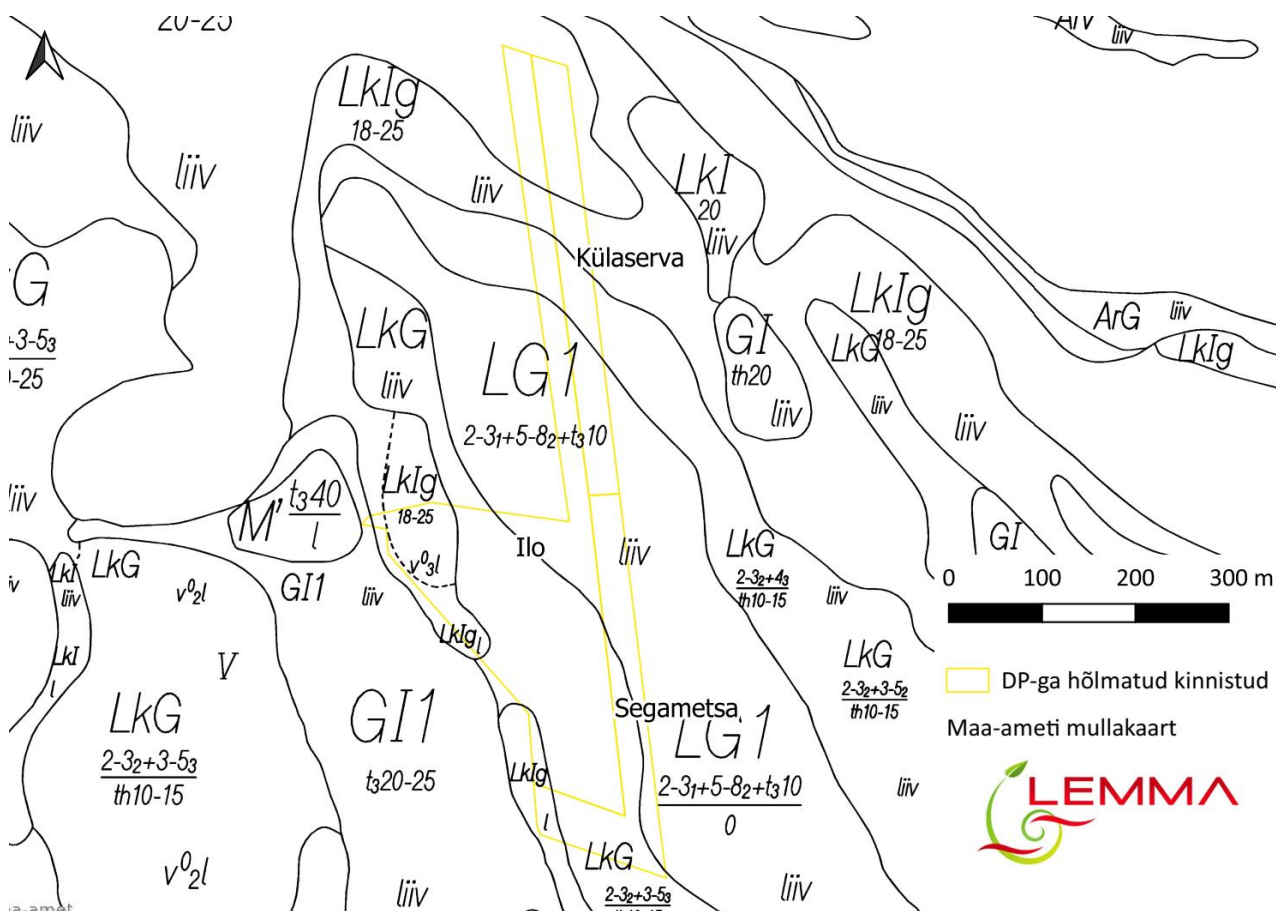 20-25
liiv
liiv
LkIg
18-25
liiv
LkI
20
liiv
liiv
Külaserva
G
LkIg
18-25
ArG
liiv
LkIg
LkG
liiv
LG1
2-3₁+5-8₂+t₃10
GI
th20
liiv
LkG
liiv
liiv
liiv
M'
t₃40
l
LkIg
18-25
v⁰₃l
Ilo
liiv
LkG
2-3₂+4₃
th10-15
liiv
GI
LkI
liiv
LkG
v⁰₂l
GI1
liiv
LkI
l
V
LkIg
l
LkG
2-3₂+3-5₂
th10-15
LkG
2-3₂+3-5₃
th10-15
GI1
t₃20-25
Segametsa
LG1
2-3₁+5-8₂+t₃10
0
LkIg
l
liiv
v⁰₂l
liiv
LkG
2-3₂+3-5₃
liiv
0 100 200 300 m
DP-ga hõlmatud kinnistud
Maa-ameti mullakaart
LEMMA